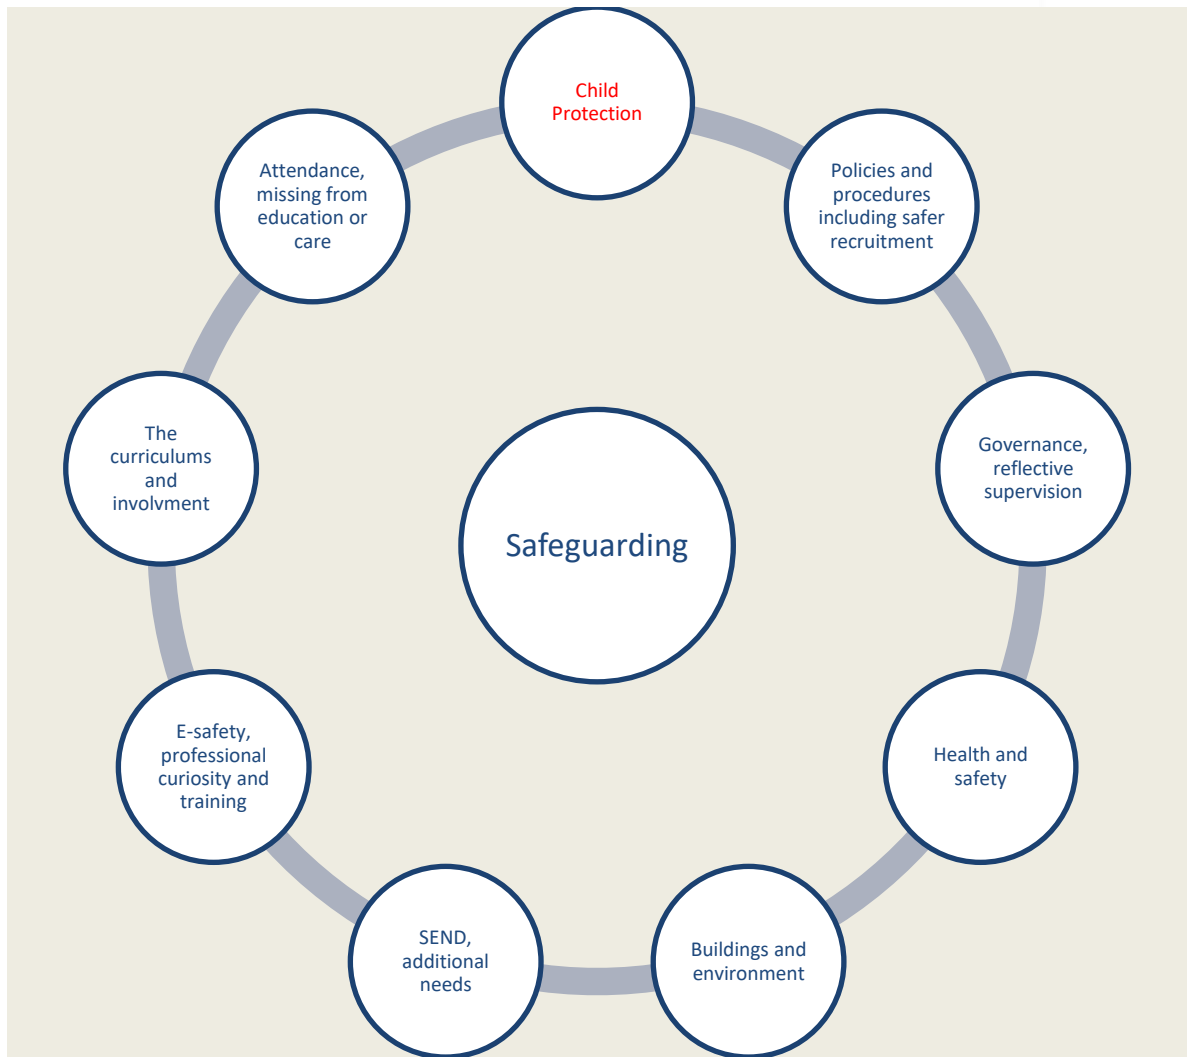 Child
Protection
Policies and
procedures
including safer
recruitment
Governance,
reflective
supervision
Health and
safety
Buildings and
environment
SEND,
additional
needs
E-safety,
professional
curiosity and
training
The
curriculums
and
involvment
Attendance,
missing from
education or
care
Safeguarding